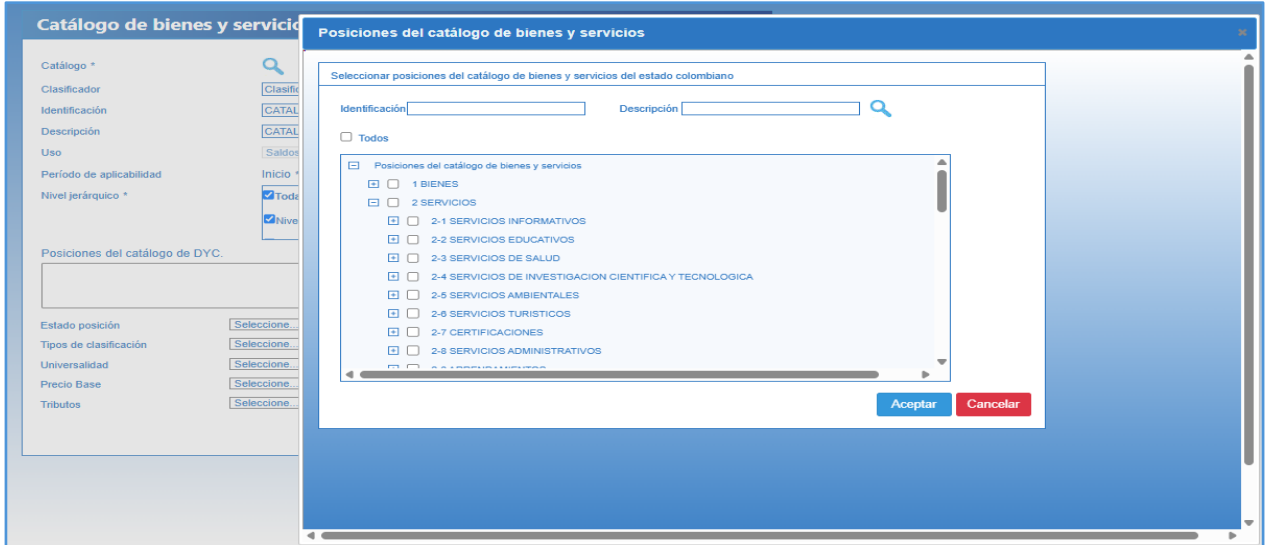 Catálogo de bienes y servicio
Catálogo *
Clasificador
Clasific
Identificación
CATAL
Descripción
CATAL
Uso
Saldos
Período de aplicabilidad
Inicio *
Nivel jerárquico *
Toda
Nive
Posiciones del catálogo de DYC.
Estado posición
Seleccione...
Tipos de clasificación
Seleccione...
Universalidad
Seleccione...
Precio Base
Seleccione...
Tributos
Seleccione...
Posiciones del catálogo de bienes y servicios
Seleccionar posiciones del catálogo de bienes y servicios del estado colombiano
Identificación
Descripción
Todos
Posiciones del catálogo de bienes y servicios
1 BIENES
2 SERVICIOS
2-1 SERVICIOS INFORMATIVOS
2-2 SERVICIOS EDUCATIVOS
2-3 SERVICIOS DE SALUD
2-4 SERVICIOS DE INVESTIGACION CIENTIFICA Y TECNOLOGICA
2-5 SERVICIOS AMBIENTALES
2-6 SERVICIOS TURISTICOS
2-7 CERTIFICACIONES
2-8 SERVICIOS ADMINISTRATIVOS
2-9 ARRENDAMIENTOS
Aceptar
Cancelar